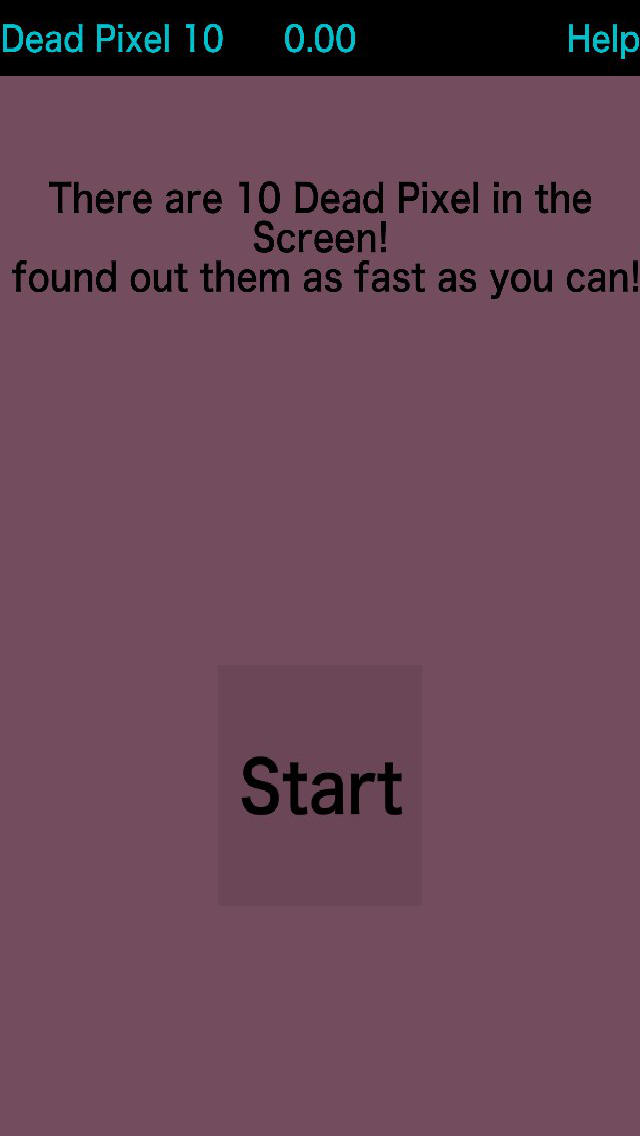 Dead Pixel 10 0.00 Help
There are 10 Dead Pixel in the
Screen!
found out them as fast as you can!
Start